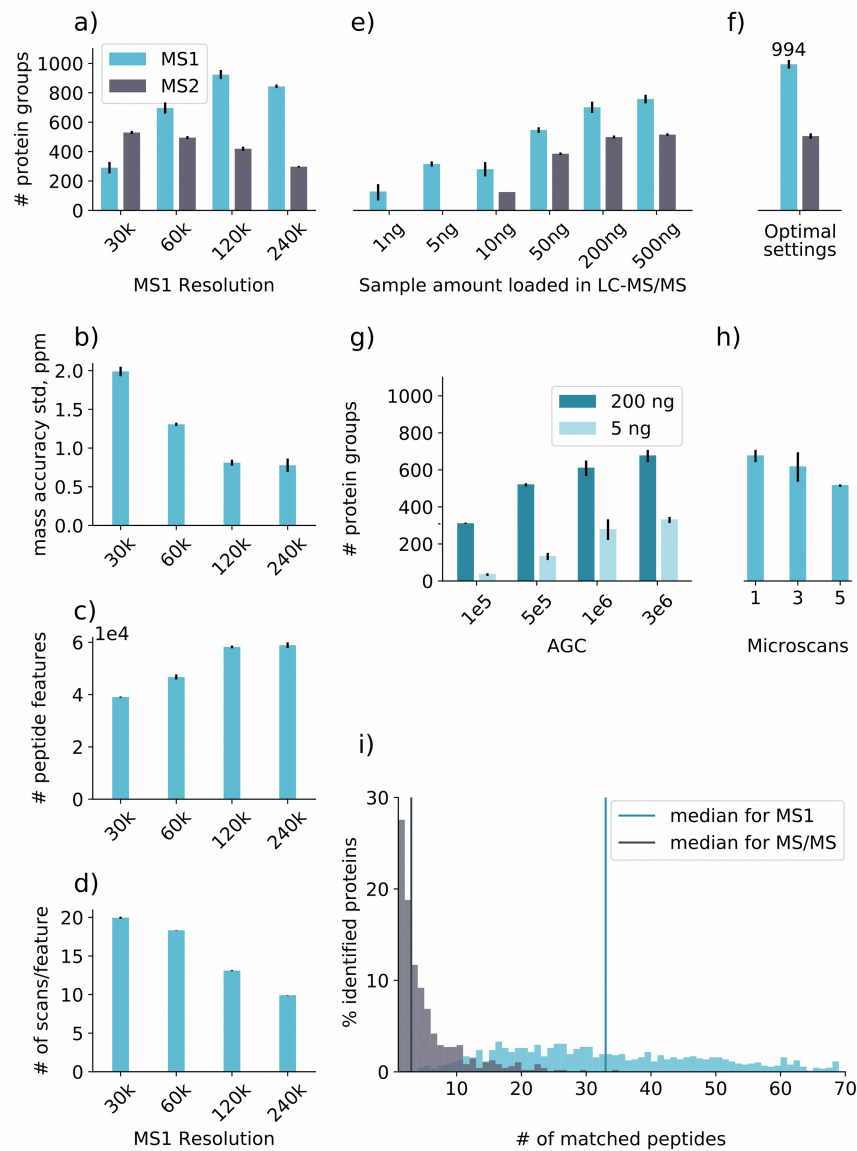 a)
# protein groups
1000
800
600
400
200
0
MS1
MS2
30k
60k
120k
240k
MS1 Resolution
e)
1ng
5ng
10ng
50ng
200ng
500ng
Sample amount loaded in LC-MS/MS
f)
994
Optimal
settings
b)
mass accuracy std, ppm
2.0
1.5
1.0
0.5
0.0
30k
60k
120k
240k
g)
# protein groups
1000
800
600
400
200
0
200 ng
5 ng
1e5
5e5
1e6
3e6
AGC
h)
1
3
5
Microscans
c)
1e4
# peptide features
6
4
2
0
30k
60k
120k
240k
d)
# of scans/feature
20
15
10
5
0
30k
60k
120k
240k
MS1 Resolution
i)
% identified proteins
30
20
10
0
median for MS1
median for MS/MS
10
20
30
40
50
60
70
# of matched peptides